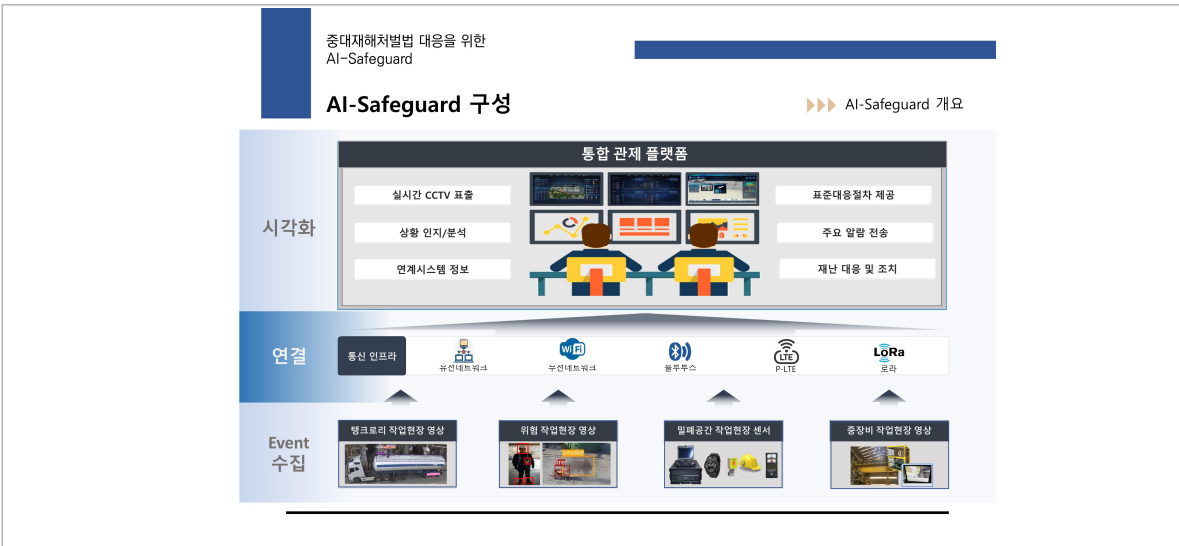 중대재해처벌법 대응을 위한
AI-Safeguard
AI-Safeguard 구성
AI-Safeguard 개요
통합 관제 플랫폼
시각화
실시간 CCTV 표출
상황 인지/분석
연계시스템 정보
표준대응절차 제공
주요 알람 전송
재난 대응 및 조치
연결
통신 인프라
유선네트워크
WiFi
무선네트워크
블루투스
LTE
P-LTE
LoRa
로라
Event
수집
탱크로리 작업현장 영상
위험 작업현장 영상
smoke
밀폐공간 작업현장 센서
중장비 작업현장 영상